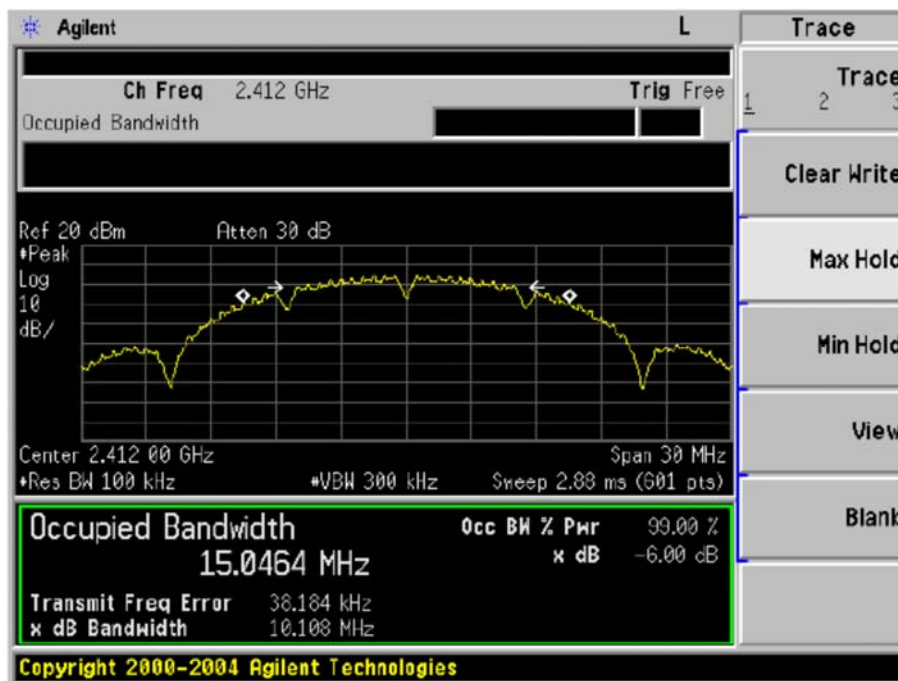 Agilent L Trace
Ch Freq 2.412 GHz Trig Free
Occupied Bandwidth
Trace
1 2 3
Clear Write
Max Hold
Min Hold
View
Blank
Ref 20 dBm Atten 30 dB
#Peak
Log
10
dB/
Center 2.412 00 GHz Span 30 MHz
#Res BW 100 kHz #VBW 300 kHz Sweep 2.88 ms (601 pts)
Occupied Bandwidth Occ BW % Pwr 99.00 %
15.0464 MHz x dB -6.00 dB
Transmit Freq Error 38.184 kHz
x dB Bandwidth 10.108 MHz
Copyright 2000-2004 Agilent Technologies